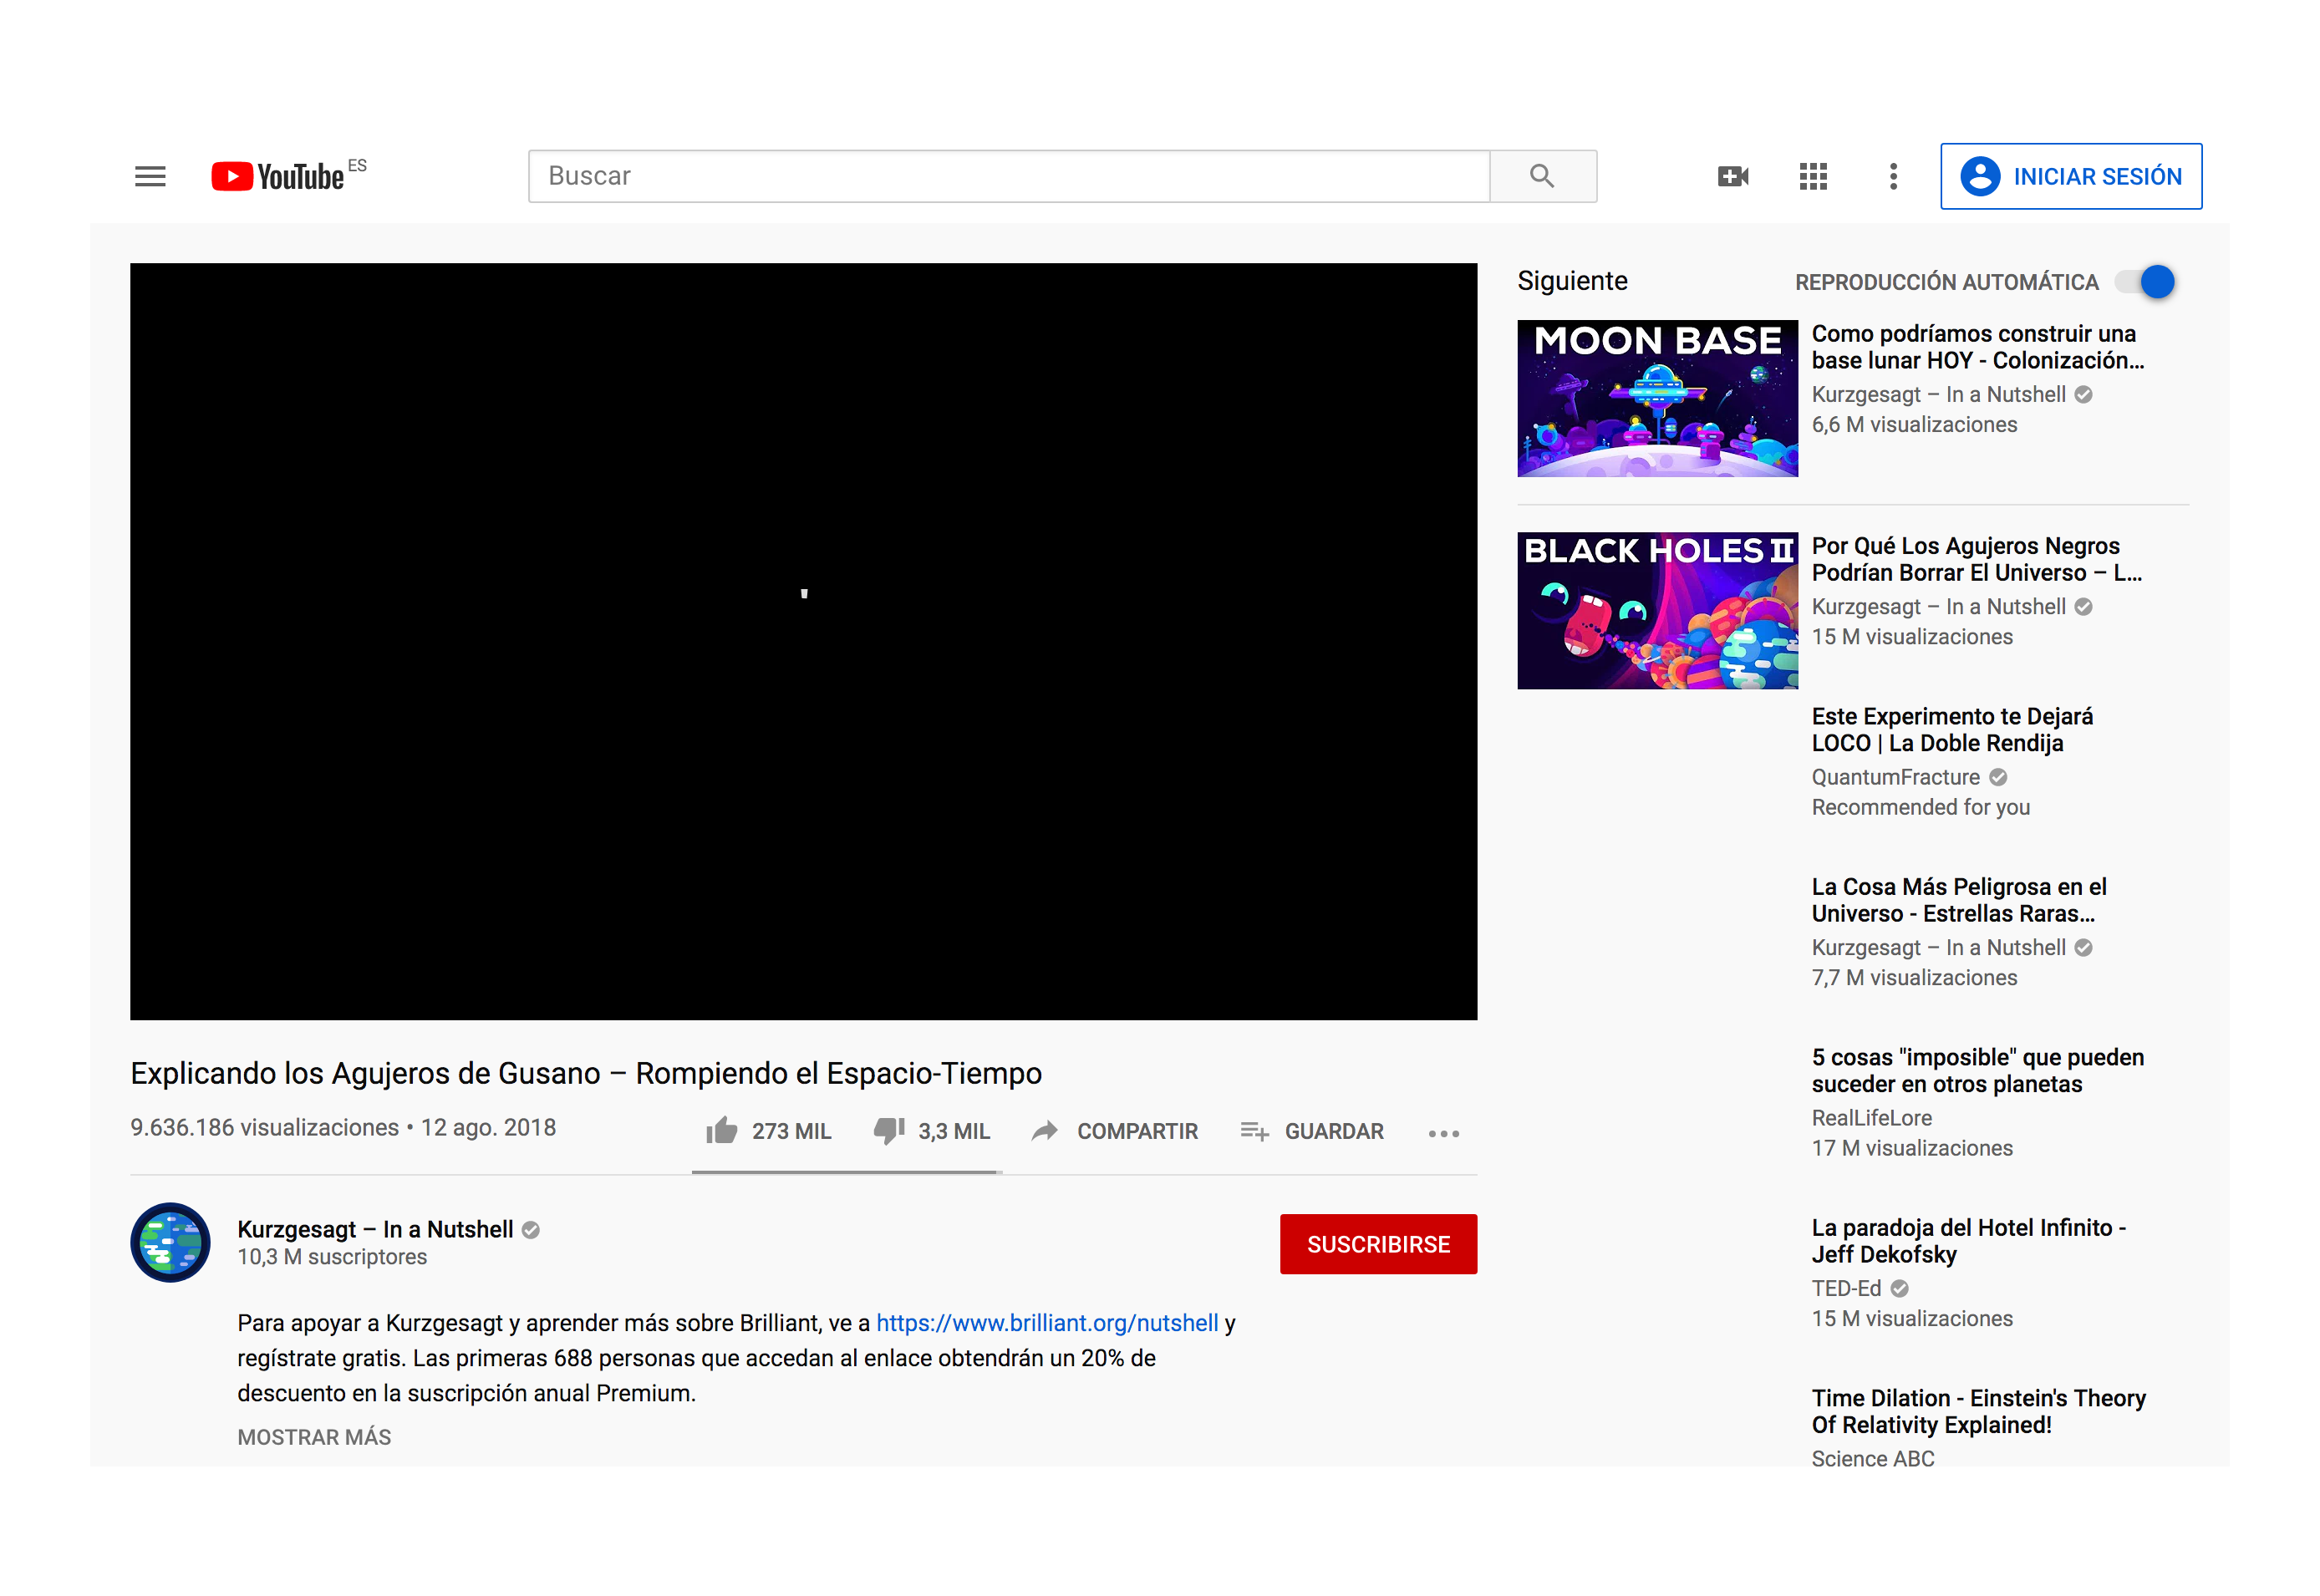 YouTube ES
Buscar
INICIAR SESIÓN
Siguiente
REPRODUCCIÓN AUTOMÁTICA
MOON BASE
Como podríamos construir una
base lunar HOY - Colonización...
Kurzgesagt – In a Nutshell
6,6 M visualizaciones
BLACK HOLES II
Por Qué Los Agujeros Negros
Podrían Borrar El Universo – L...
Kurzgesagt – In a Nutshell
15 M visualizaciones
Este Experimento te Dejará
LOCO | La Doble Rendija
QuantumFracture
Recommended for you
La Cosa Más Peligrosa en el
Universo - Estrellas Raras...
Kurzgesagt – In a Nutshell
7,7 M visualizaciones
5 cosas "imposible" que pueden
suceder en otros planetas
RealLifeLore
17 M visualizaciones
La paradoja del Hotel Infinito -
Jeff Dekofsky
TED-Ed
15 M visualizaciones
Time Dilation - Einstein's Theory
Of Relativity Explained!
Science ABC
Explicando los Agujeros de Gusano – Rompiendo el Espacio-Tiempo
9.636.186 visualizaciones • 12 ago. 2018
273 MIL
3,3 MIL
COMPARTIR
GUARDAR
Kurzgesagt – In a Nutshell
10,3 M suscriptores
SUSCRIBIRSE
Para apoyar a Kurzgesagt y aprender más sobre Brilliant, ve a https://www.brilliant.org/nutshell y
regístrate gratis. Las primeras 688 personas que accedan al enlace obtendrán un 20% de
descuento en la suscripción anual Premium.
MOSTRAR MÁS